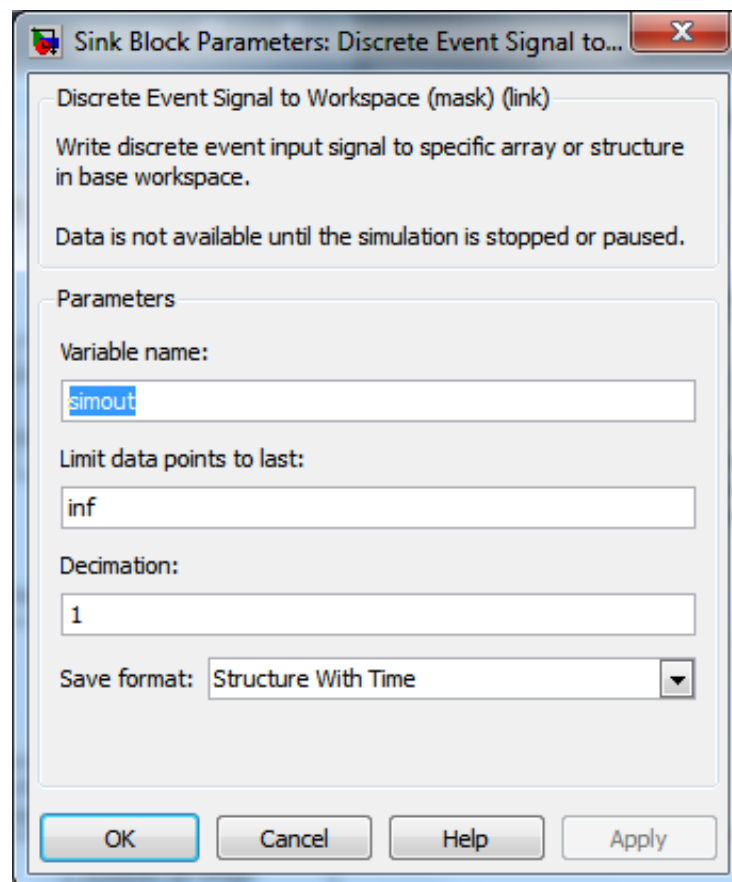 Sink Block Parameters: Discrete Event Signal to...
Discrete Event Signal to Workspace (mask) (link)
Write discrete event input signal to specific array or structure
in base workspace.
Data is not available until the simulation is stopped or paused.
Parameters
Variable name:
simout
Limit data points to last:
inf
Decimation:
1
Save format: Structure With Time
OK Cancel Help Apply